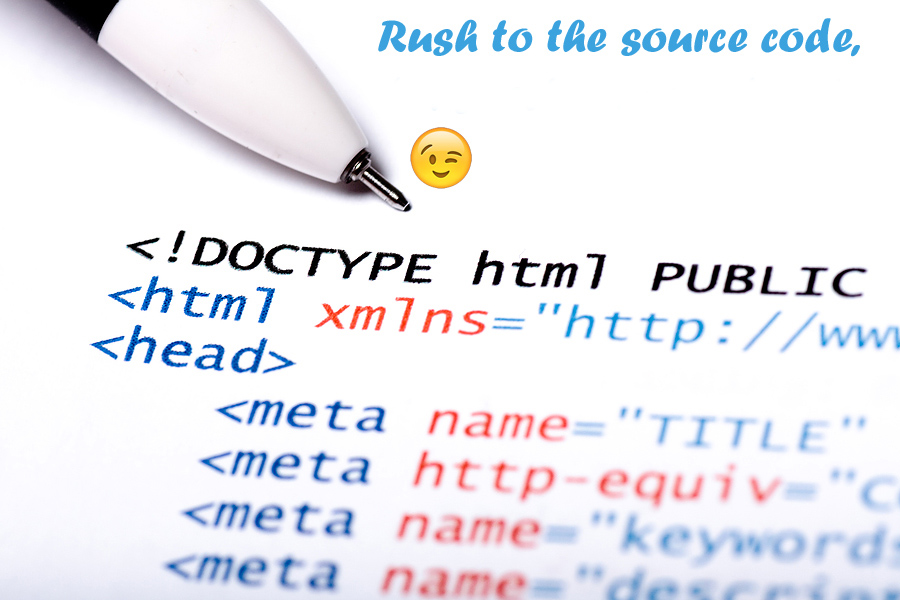 Rush to the source code,
<!DOCTYPE html PUBLIC
<html xmlns="http://www
<head>
<meta name="TITLE"
<meta http-equiv="c
<meta name="keywords
<meta name="descript